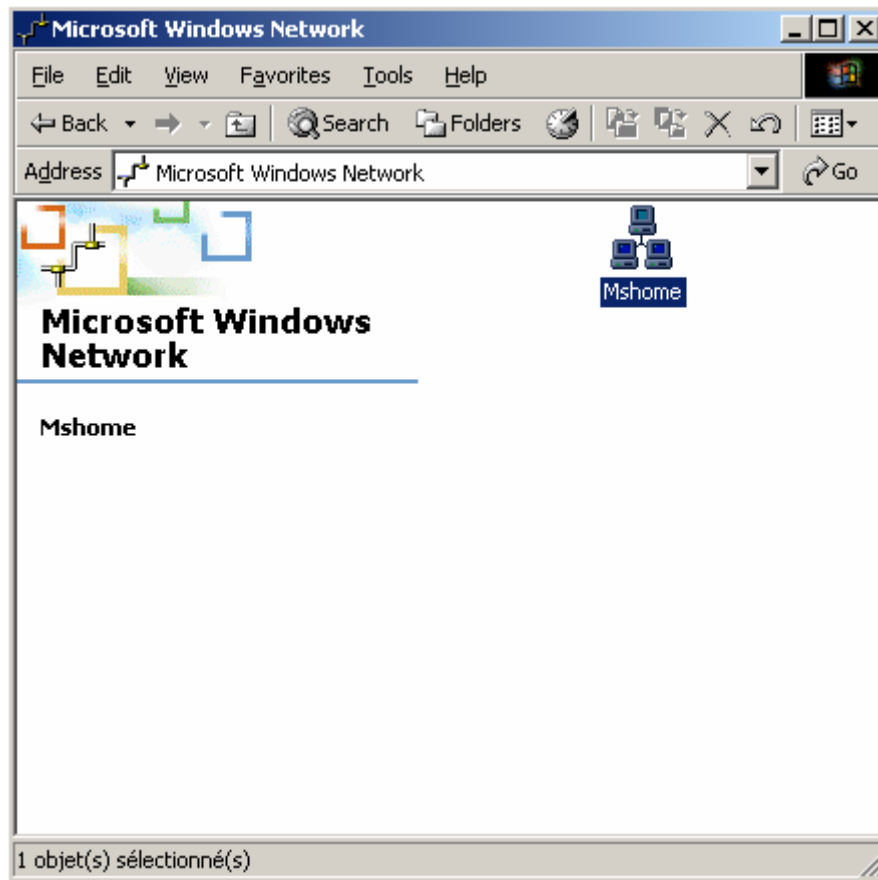 Microsoft Windows Network
File Edit View Favorites Tools Help
Back Search Folders
Address Microsoft Windows Network Go
Mshome
Microsoft Windows
Network
Mshome
1 objet(s) sélectionné(s)